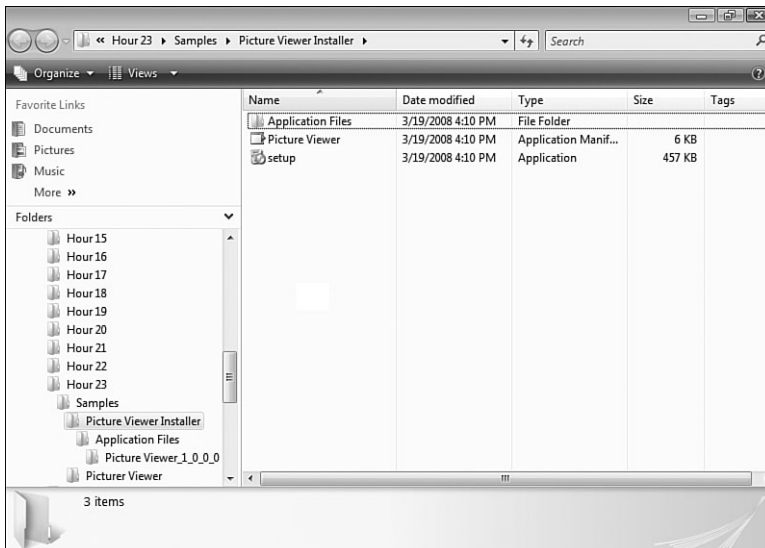 « Hour 23 Samples Picture Viewer Installer Search
Organize Views
Favorite Links
Documents
Pictures
Music
More »
Folders
Hour 15
Hour 16
Hour 17
Hour 18
Hour 19
Hour 20
Hour 21
Hour 22
Hour 23
Samples
Picture Viewer Installer
Application Files
Picture Viewer_1_0_0_0
Picturer Viewer
Name Date modified Type Size Tags
Application Files 3/19/2008 4:10 PM File Folder
Picture Viewer 3/19/2008 4:10 PM Application Manif... 6 KB
setup 3/19/2008 4:10 PM Application 457 KB
3 items